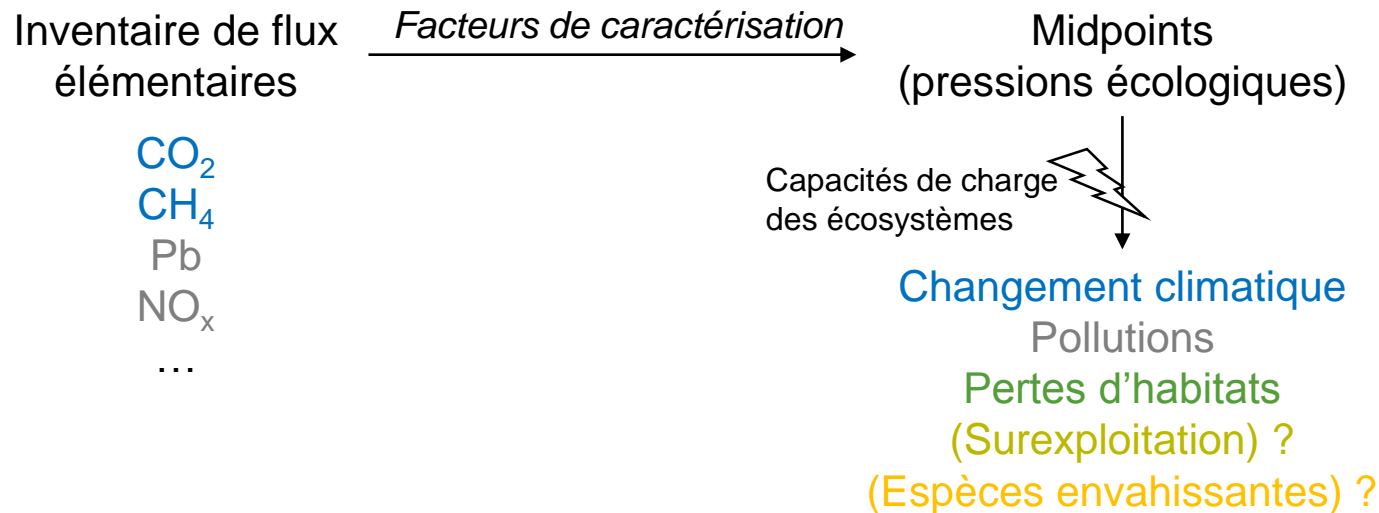 Inventaire de flux
élémentaires
Facteurs de caractérisation
Midpoints
(pressions écologiques)
CO₂
CH₄
Pb
NOₓ
…
Capacités de charge
des écosystèmes
Changement climatique
Pollutions
Pertes d’habitats
(Surexploitation) ?
(Espèces envahissantes) ?